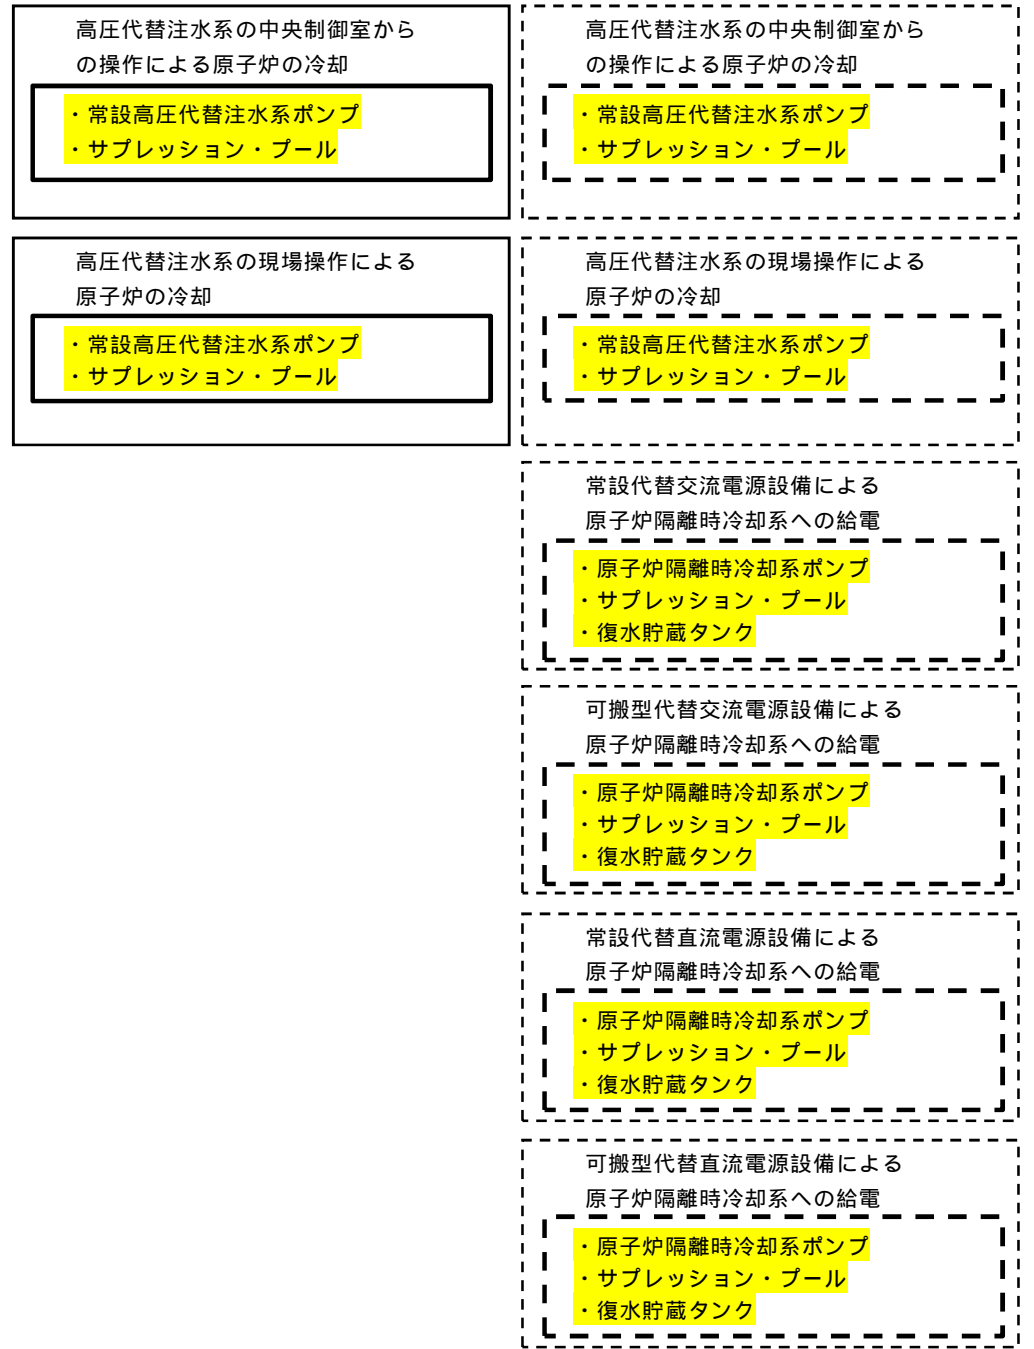 高圧代替注水系の中央制御室から
の操作による原子炉の冷却
・常設高圧代替注水系ポンプ
・サプレッション・プール
高圧代替注水系の現場操作による
原子炉の冷却
・常設高圧代替注水系ポンプ
・サプレッション・プール
高圧代替注水系の中央制御室から
の操作による原子炉の冷却
・常設高圧代替注水系ポンプ
・サプレッション・プール
高圧代替注水系の現場操作による
原子炉の冷却
・常設高圧代替注水系ポンプ
・サプレッション・プール
常設代替交流電源設備による
原子炉隔離時冷却系への給電
・原子炉隔離時冷却系ポンプ
・サプレッション・プール
・復水貯蔵タンク
可搬型代替交流電源設備による
原子炉隔離時冷却系への給電
・原子炉隔離時冷却系ポンプ
・サプレッション・プール
・復水貯蔵タンク
常設代替直流電源設備による
原子炉隔離時冷却系への給電
・原子炉隔離時冷却系ポンプ
・サプレッション・プール
・復水貯蔵タンク
可搬型代替直流電源設備による
原子炉隔離時冷却系への給電
・原子炉隔離時冷却系ポンプ
・サプレッション・プール
・復水貯蔵タンク